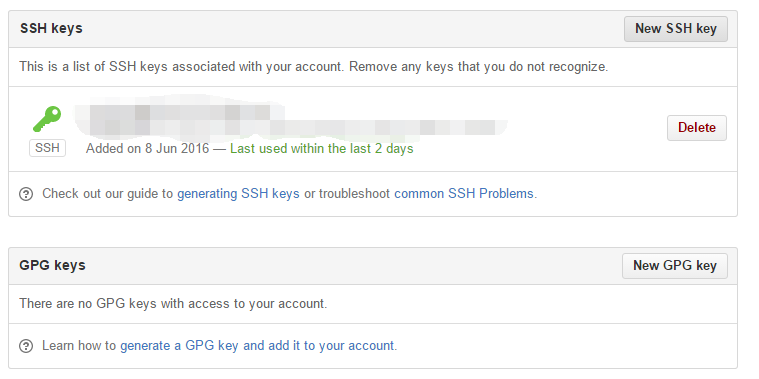 SSH keys
New SSH key
This is a list of SSH keys associated with your account. Remove any keys that you do not recognize.
Delete
SSH
Added on 8 Jun 2016 — Last used within the last 2 days
Check out our guide to generating SSH keys or troubleshoot common SSH Problems.
GPG keys
New GPG key
There are no GPG keys with access to your account.
Learn how to generate a GPG key and add it to your account.